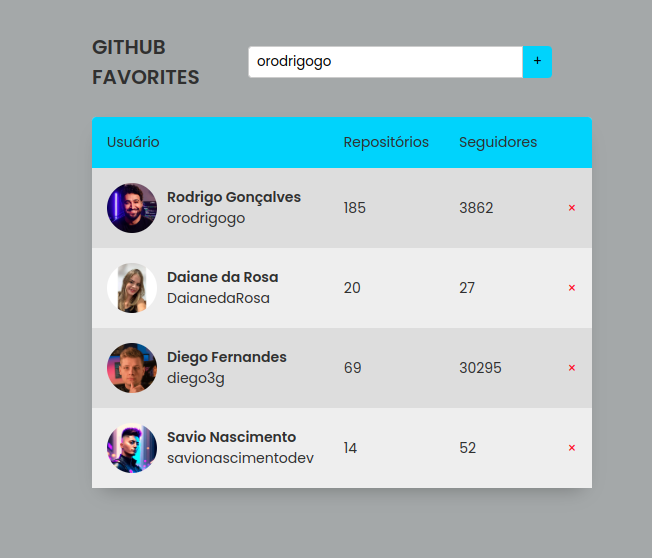 GITHUB
FAVORITES
orodrigogo +
Usuário Repositórios Seguidores
Rodrigo Gonçalves
orodrigogo
185 3862 ×
Daiane da Rosa
DaianedaRosa
20 27 ×
Diego Fernandes
diego3g
69 30295 ×
Savio Nascimento
savionascimentodev
14 52 ×